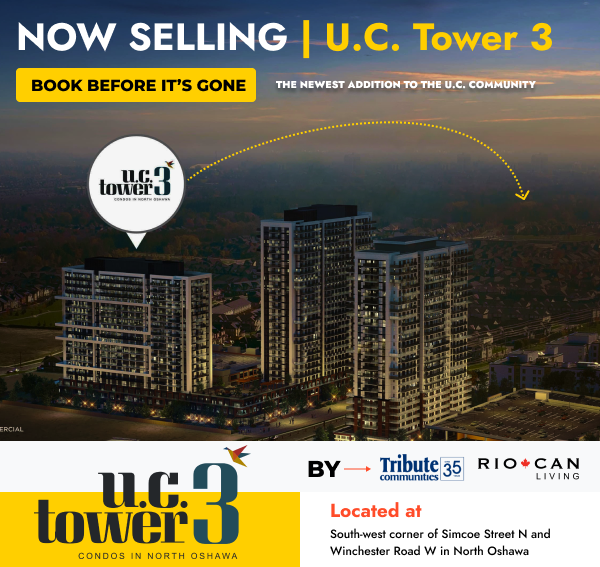 NOW SELLING | U.C. Tower 3
BOOK BEFORE IT'S GONE
THE NEWEST ADDITION TO THE U.C. COMMUNITY
u.c.
tower3
CONDOS IN NORTH OSHAWA
ERCIAL
u.c.
tower3
CONDOS IN NORTH OSHAWA
BY
Tribute
communities
35
RIO CAN
LIVING
Located at
South-west corner of Simcoe Street N and
Winchester Road W in North Oshawa